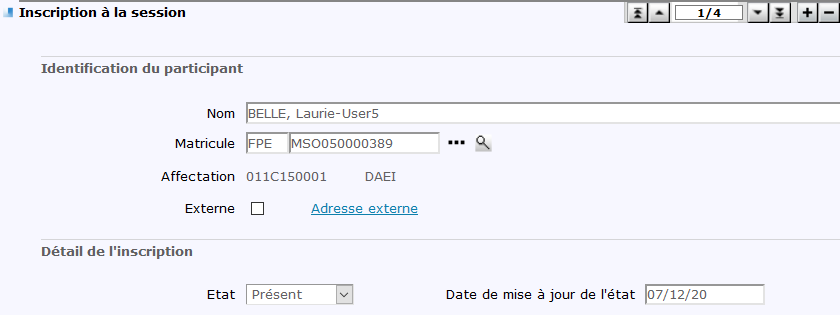 Inscription à la session 1/4
Identification du participant
Nom BELLE, Laurie-User5
Matricule FPE MSO050000389
Affectation 011C150001 DAEI
Externe Adresse externe
Détail de l'inscription
Etat Présent Date de mise à jour de l'état 07/12/20